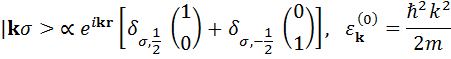 |kσ > ∝ e^{ikr} [δ_{σ,1/2} (1 0) + δ_{σ,−1/2} (0 1)], ε_k^{(0)} = ℏ²k²/2m